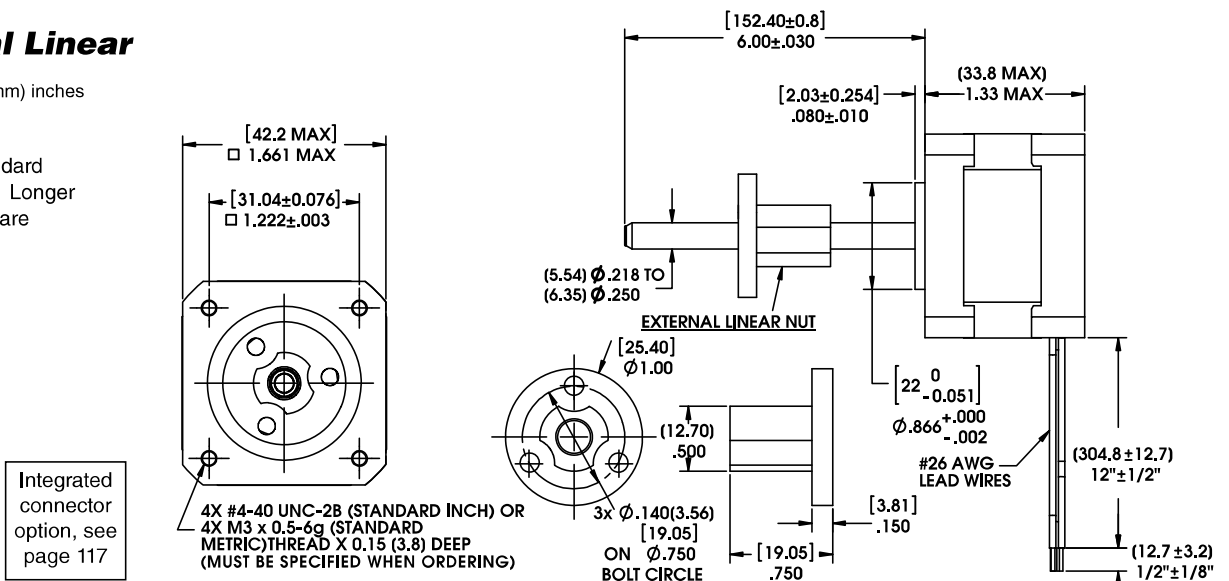 al Linear
mm) inches
dard
Longer
are
[42.2 MAX]
□ 1.661 MAX
[31.04±0.076]
□ 1.222±.003
4X #4-40 UNC-2B (STANDARD INCH) OR
4X M3 x 0.5-6g (STANDARD
METRIC)THREAD X 0.15 (3.8) DEEP
(MUST BE SPECIFIED WHEN ORDERING)
Integrated
connector
option, see
page 117
[152.40±0.8]
6.00±.030
[2.03±0.254]
.080±.010
(33.8 MAX)
1.33 MAX
(5.54) Ø.218 TO
(6.35) Ø.250
EXTERNAL LINEAR NUT
[25.40]
Ø1.00
(12.70)
.500
3x Ø.140(3.56)
[19.05]
ON Ø.750
BOLT CIRCLE
[3.81]
.150
[19.05]
.750
[22 0 -0.051]
Ø.866 +.000 -.002
#26 AWG
LEAD WIRES
(304.8±12.7)
12"±1/2"
(12.7±3.2)
1/2"±1/8"